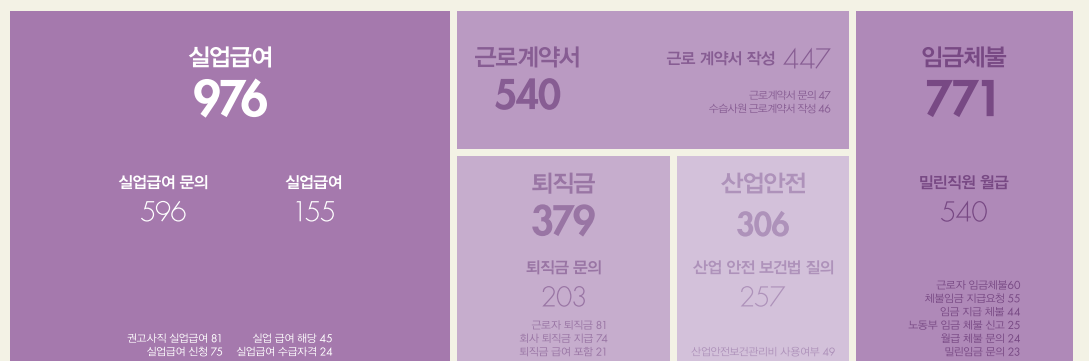 실업급여
976
실업급여 문의
596
실업급여
155
권고사직 실업급여 81
실업급여 신청 75
실업 급여 해당 45
실업급여 수급자격 24
근로계약서
540
근로 계약서 작성 447
근로계약서 문의 47
수습사원 근로계약서 작성 46
퇴직금
379
퇴직금 문의
203
근로자 퇴직금 81
회사 퇴직금 지급 74
퇴직금 급여 포함 21
산업안전
306
산업 안전 보건법 질의
257
산업안전보건관리비 사용여부 49
임금체불
771
밀린직원 월급
540
근로자 임금체불60
체불임금 지급요청 55
임금 지급 체불 44
노동부 임금 체불 신고 25
월급 체불 문의 24
밀린임금 문의 23